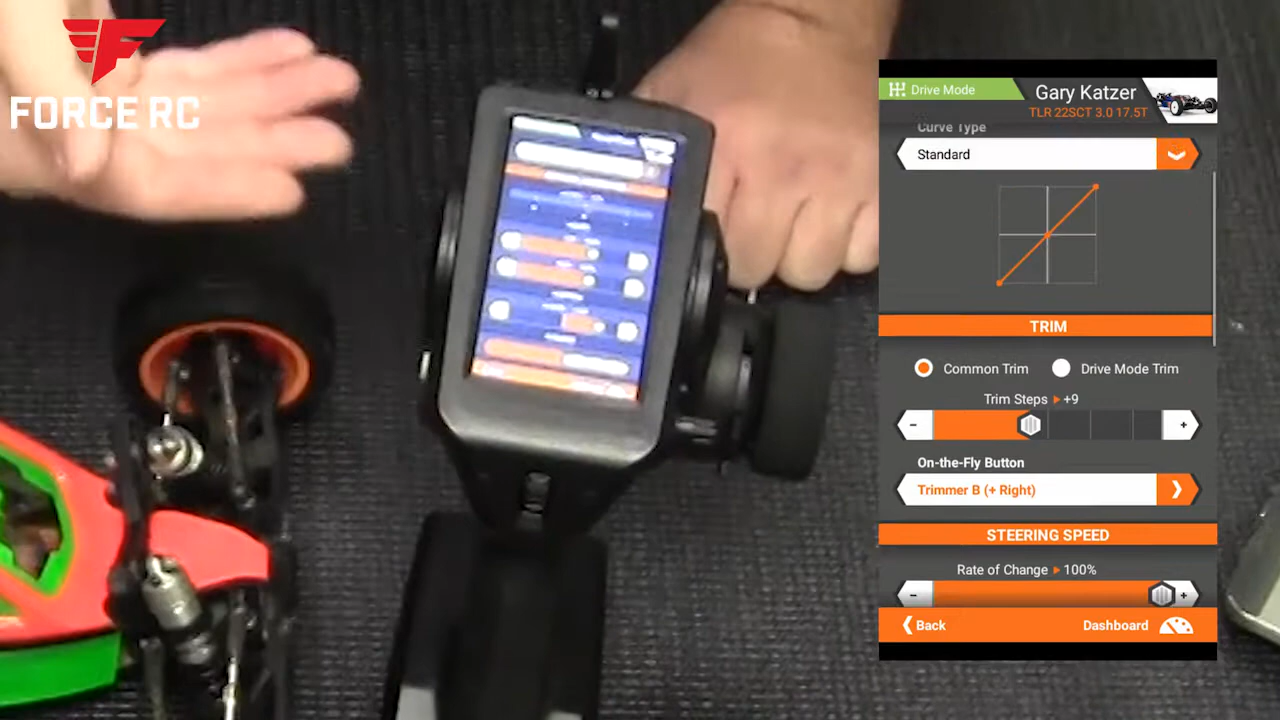 FORCE RC
Drive Mode
Gary Katzer
TLR 22SCT 3.0 17.5T
Curve Type
Standard
TRIM
Common Trim
Drive Mode Trim
Trim Steps +9
-
+
On-the-Fly Button
Trimmer B (+ Right)
STEERING SPEED
Rate of Change 100%
-
+
Back
Dashboard